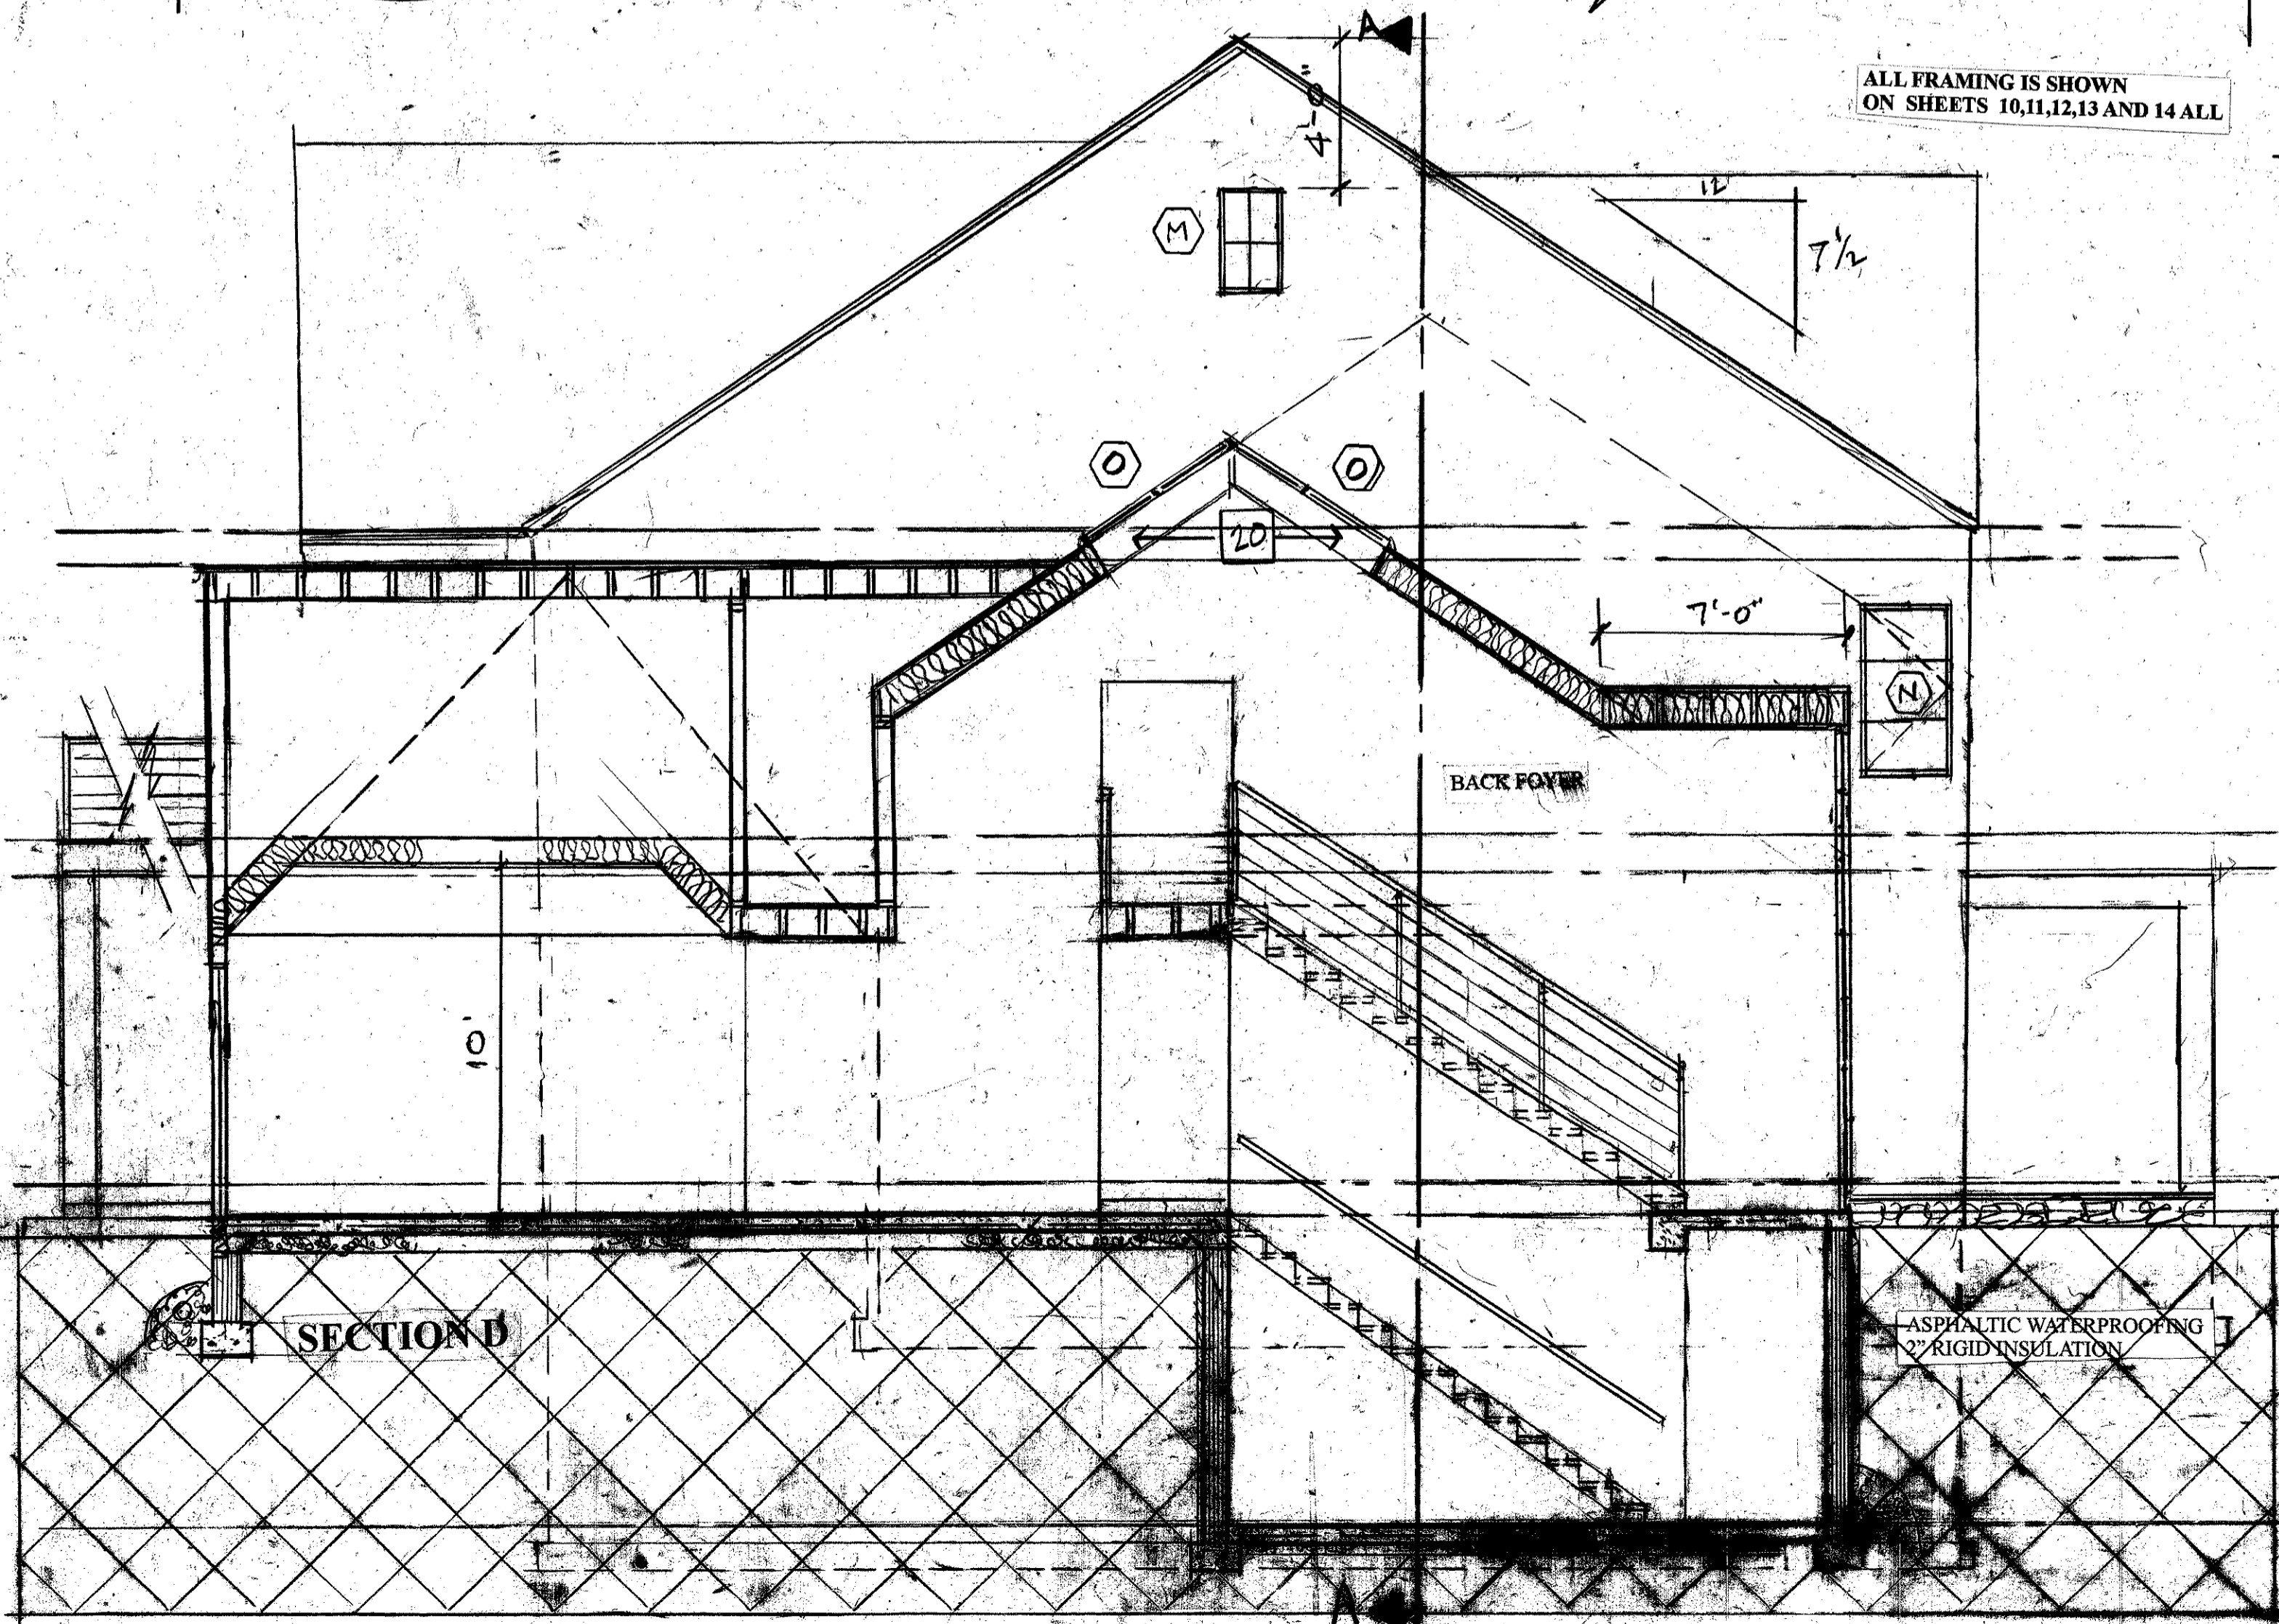 A
4'-0"
ALL FRAMING IS SHOWN
ON SHEETS 10,11,12,13 AND 14 ALL
12
7 1/2
M
O
O
20
7'-0"
N
BACK FOYER
10'
SECTION D
ASPHALTIC WATERPROOFING
2" RIGID INSULATION
A